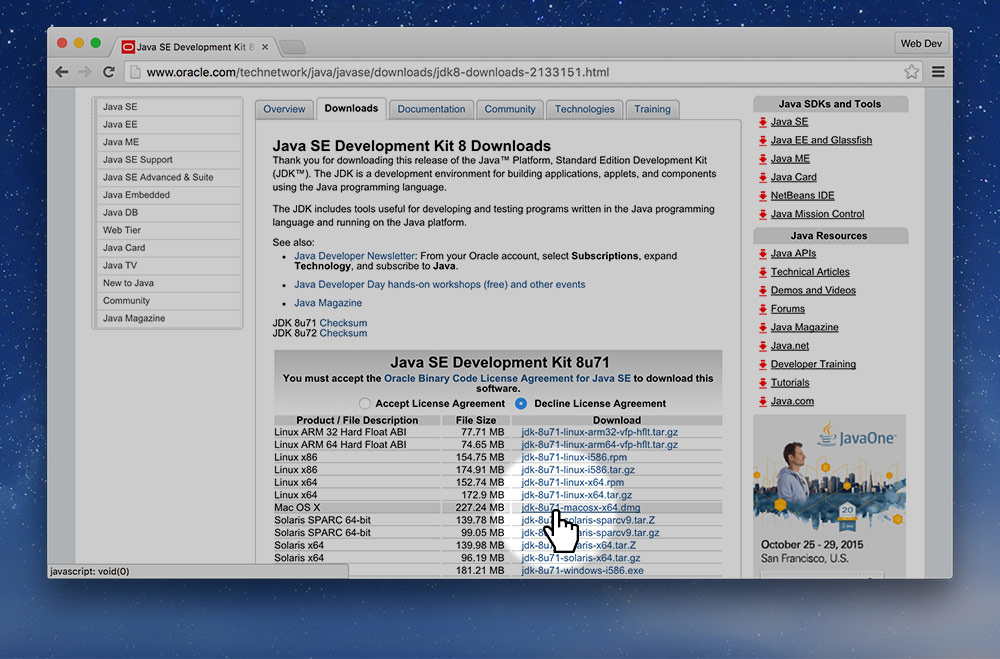 Java SE Development Kit 8
Web Dev
www.oracle.com/technetwork/java/javase/downloads/jdk8-downloads-2133151.html
Java SE
Java EE
Java ME
Java SE Support
Java SE Advanced & Suite
Java Embedded
Java DB
Web Tier
Java Card
Java TV
New to Java
Community
Java Magazine
Overview Downloads Documentation Community Technologies Training
Java SE Development Kit 8 Downloads
Thank you for downloading this release of the Java™ Platform, Standard Edition Development Kit
(JDK™). The JDK is a development environment for building applications, applets, and components
using the Java programming language.
The JDK includes tools useful for developing and testing programs written in the Java programming
language and running on the Java platform.
See also:
• Java Developer Newsletter: From your Oracle account, select Subscriptions, expand
Technology, and subscribe to Java.
• Java Developer Day hands-on workshops (free) and other events
• Java Magazine
JDK 8u71 Checksum
JDK 8u72 Checksum
Java SE Development Kit 8u71
You must accept the Oracle Binary Code License Agreement for Java SE to download this
software.
Accept License Agreement Decline License Agreement
Product / File Description File Size Download
Linux ARM 32 Hard Float ABI 77.71 MB jdk-8u71-linux-arm32-vfp-hflt.tar.gz
Linux ARM 64 Hard Float ABI 74.65 MB jdk-8u71-linux-arm64-vfp-hflt.tar.gz
Linux x86 154.75 MB jdk-8u71-linux-i586.rpm
Linux x86 174.91 MB jdk-8u71-linux-i586.tar.gz
Linux x64 152.74 MB jdk-8u71-linux-x64.rpm
Linux x64 172.9 MB jdk-8u71-linux-x64.tar.gz
Mac OS X 227.24 MB jdk-8u71-macosx-x64.dmg
Solaris SPARC 64-bit 139.78 MB jdk-8u71-solaris-sparcv9.tar.Z
Solaris SPARC 64-bit 99.05 MB jdk-8u71-solaris-sparcv9.tar.gz
Solaris x64 139.98 MB jdk-8u71-solaris-x64.tar.Z
Solaris x64 96.19 MB jdk-8u71-solaris-x64.tar.gz
181.21 MB jdk-8u71-windows-i586.exe
javascript: void(0)
Java SDKs and Tools
Java SE
Java EE and Glassfish
Java ME
Java Card
NetBeans IDE
Java Mission Control
Java Resources
Java APIs
Technical Articles
Demos and Videos
Forums
Java Magazine
Java.net
Developer Training
Tutorials
Java.com
JavaOne™
20
October 25 - 29, 2015
San Francisco, U.S.